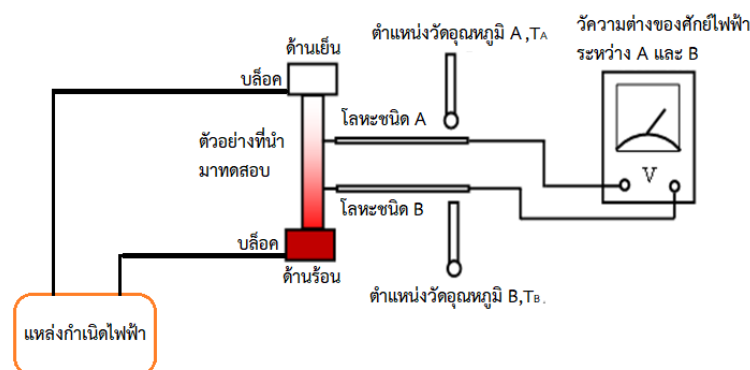 ด้านเย็น
บล็อค
ตำแหน่งวัดอุณหภูมิ A ,TA
วัความต่างของศักย์ไฟฟ้า
ระหว่าง A และ B
ตัวอย่างที่นำ
มาทดสอบ
โลหะชนิด A
V
โลหะชนิด B
บล็อค
ด้านร้อน
ตำแหน่งวัดอุณหภูมิ B,TB .
แหล่งกำเนิดไฟฟ้า